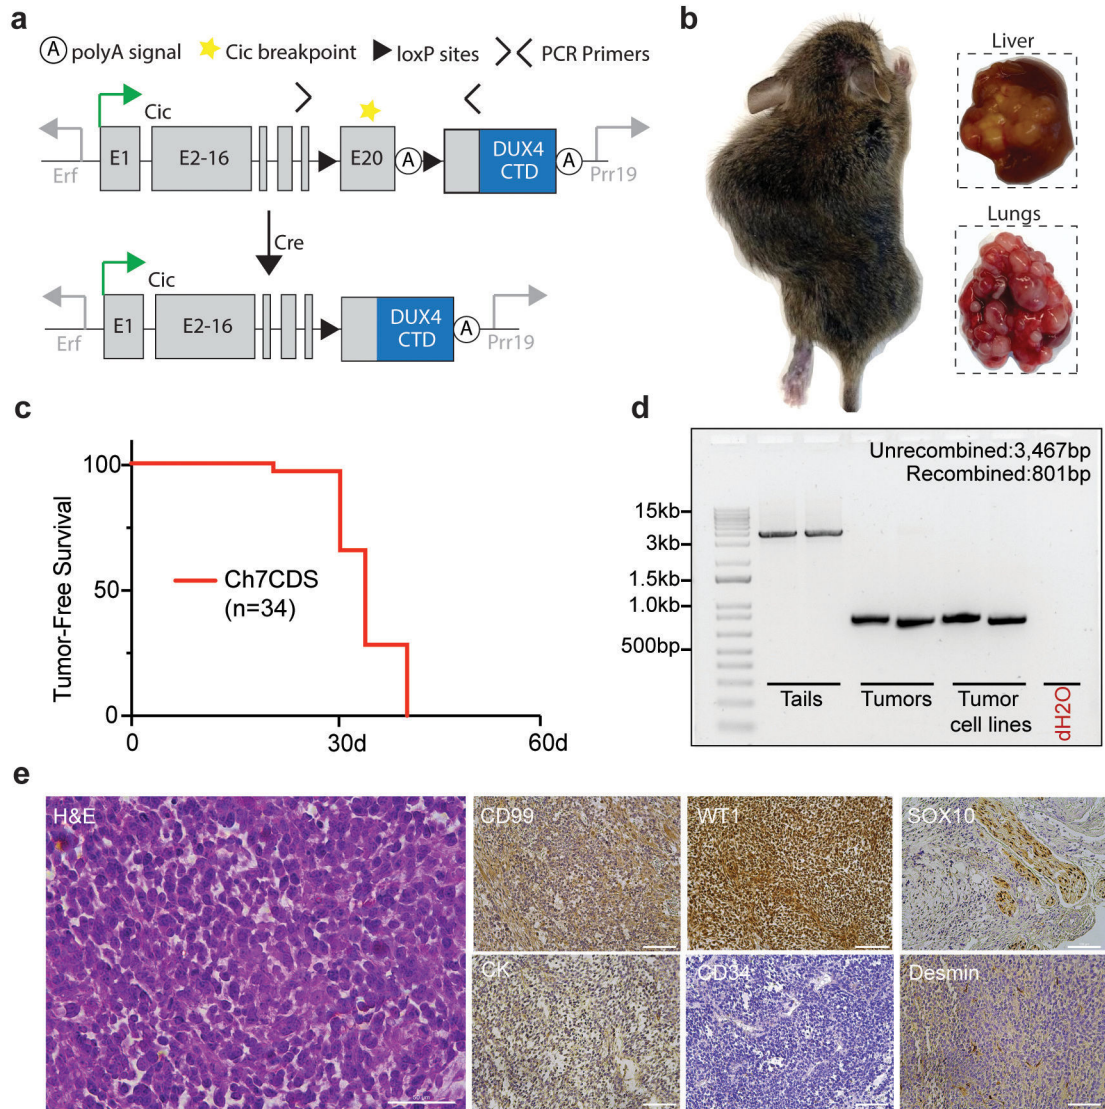 a
A polyA signal Cic breakpoint loxP sites PCR Primers
Cic
Erf
E1
E2-16
E20
A
DUX4
CTD
A
Prr19
Cre
Cic
Erf
E1
E2-16
DUX4
CTD
A
Prr19
b
Liver
Lungs
c
Tumor-Free Survival
100
50
0
Ch7CDS
(n=34)
0 30d 60d
d
Unrecombined:3,467bp
Recombined:801bp
15kb
3kb
1.5kb
1.0kb
500bp
Tails
Tumors
Tumor
cell lines
dH2O
e
H&E
CD99
WT1
SOX10
CK
CD34
Desmin